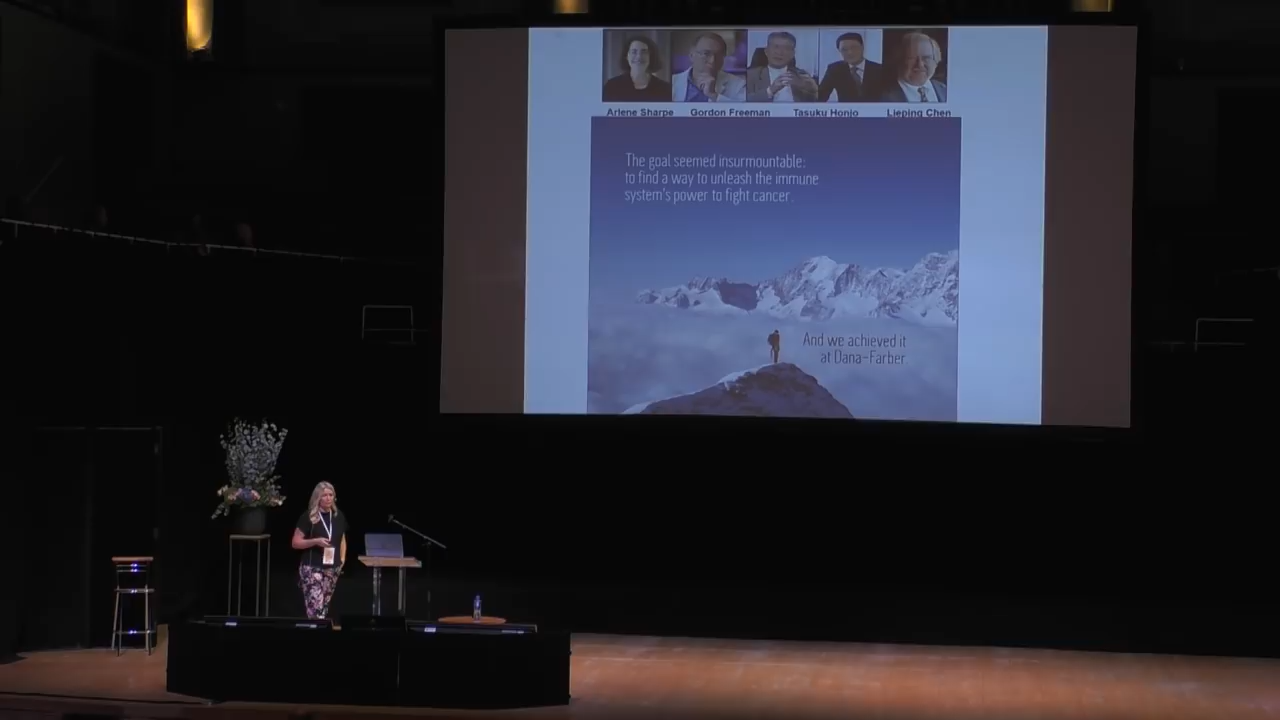 Arlene Sharpe Gordon Freeman Tasuku Honjo Lieping Chen
The goal seemed insurmountable:
to find a way to unleash the immune
system's power to fight cancer.
And we achieved it
at Dana-Farber.